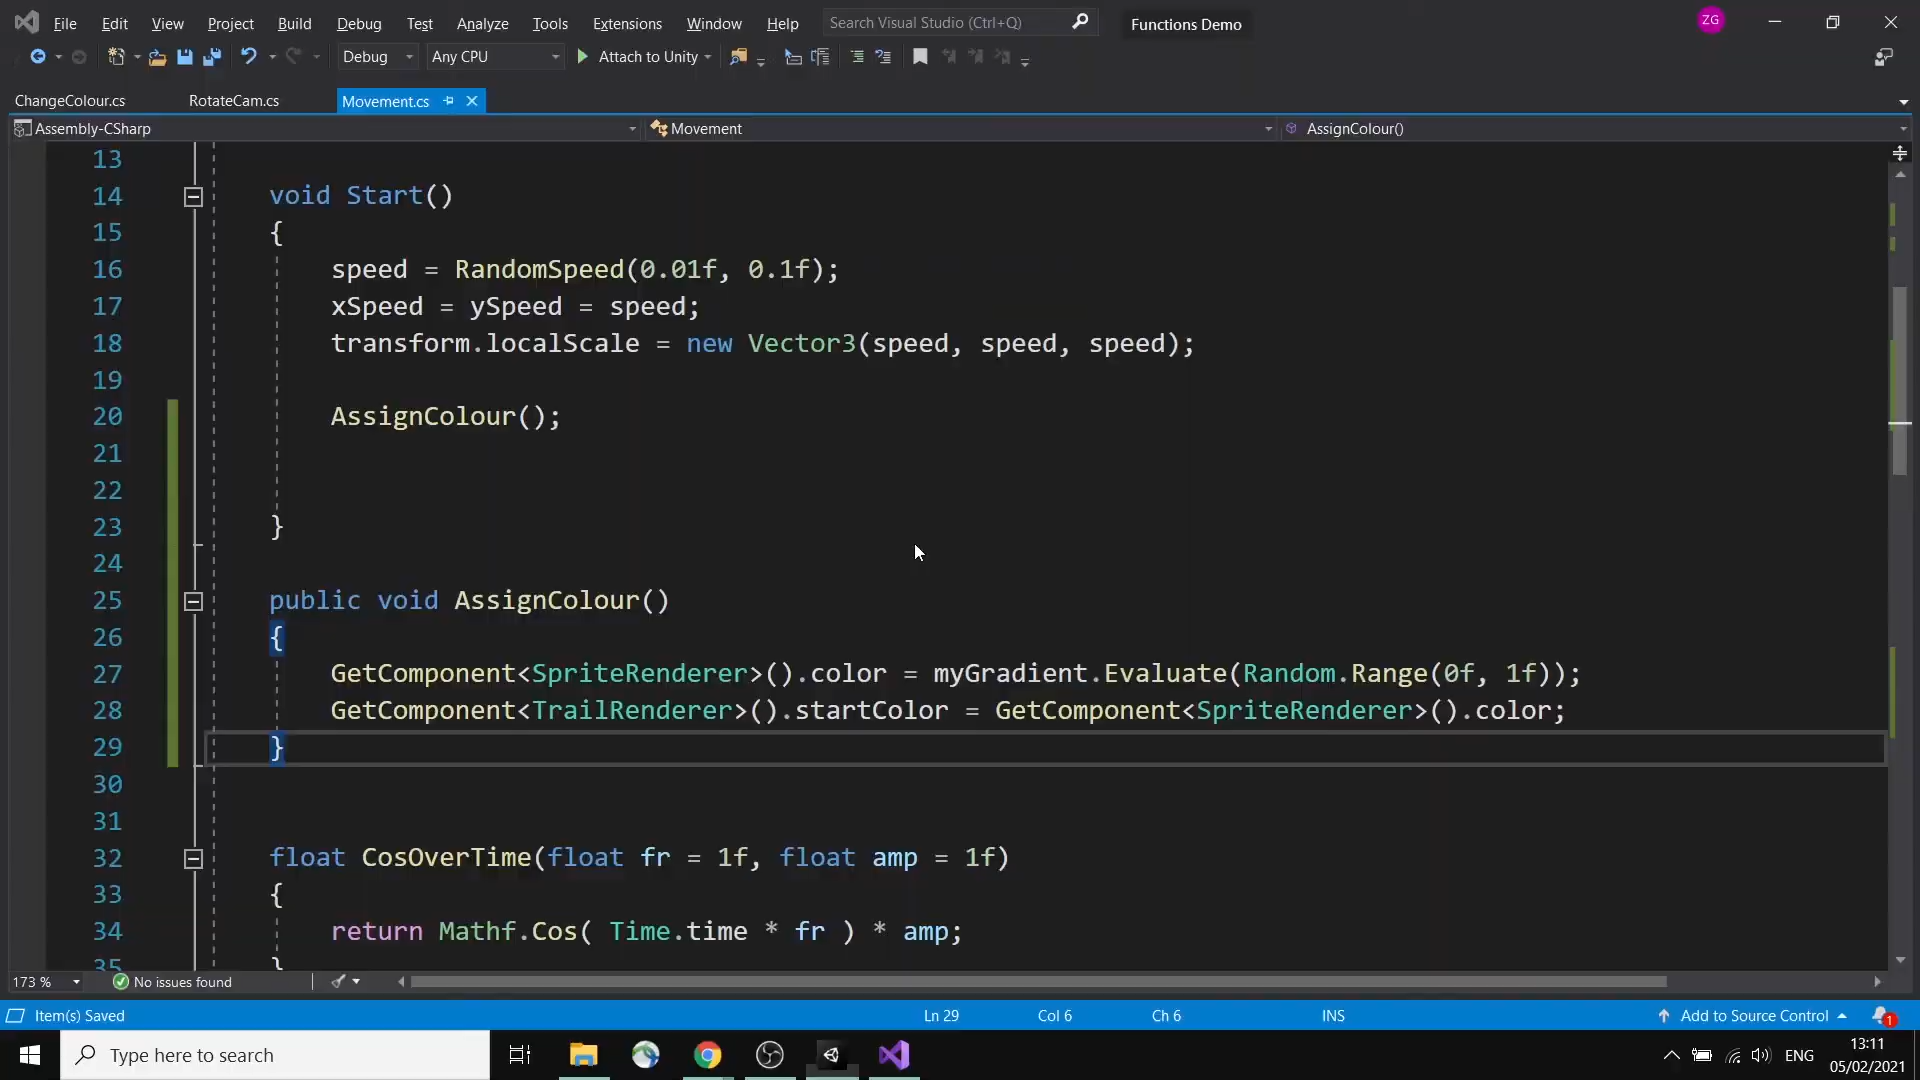 File Edit View Project Build Debug Test Analyze Tools Extensions Window Help Search Visual Studio (Ctrl+Q) Functions Demo ZG
Debug Any CPU Attach to Unity
ChangeColour.cs RotateCam.cs Movement.cs
Assembly-CSharp Movement AssignColour()
13
14 void Start()
15 {
16 speed = RandomSpeed(0.01f, 0.1f);
17 xSpeed = ySpeed = speed;
18 transform.localScale = new Vector3(speed, speed, speed);
19
20 AssignColour();
21
22
23 }
24
25 public void AssignColour()
26 {
27 GetComponent<SpriteRenderer>().color = myGradient.Evaluate(Random.Range(0f, 1f));
28 GetComponent<TrailRenderer>().startColor = GetComponent<SpriteRenderer>().color;
29 }
30
31
32 float CosOverTime(float fr = 1f, float amp = 1f)
33 {
34 return Mathf.Cos( Time.time * fr ) * amp;
35 }
173 % No issues found
Item(s) Saved Ln 29 Col 6 Ch 6 INS Add to Source Control 1
Type here to search ENG 13:11
05/02/2021